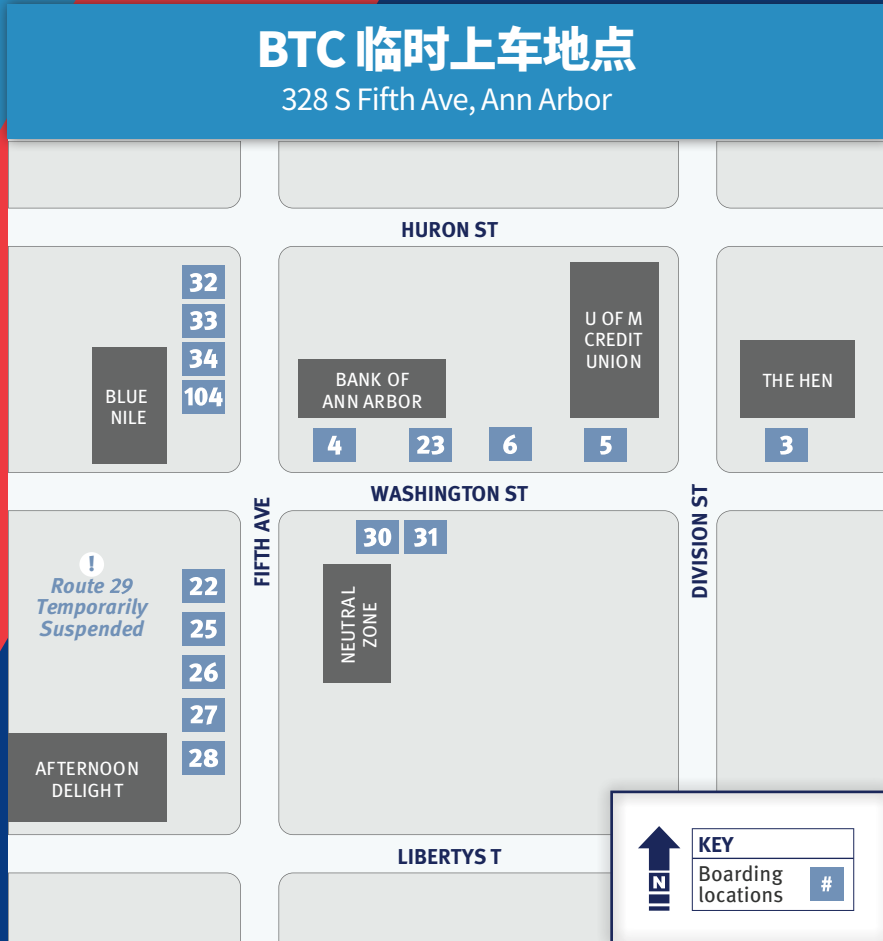 BTC 临时上车地点
328 S Fifth Ave, Ann Arbor
HURON ST
32
33
34
104
BLUE
NILE
BANK OF
ANN ARBOR
U OF M
CREDIT
UNION
THE HEN
4
23
6
5
3
WASHINGTON ST
FIFTH AVE
DIVISION ST
30
31
NEUTRAL
ZONE
!
Route 29
Temporarily
Suspended
22
25
26
27
28
AFTERNOON
DELIGHT
LIBERTYS T
N
KEY
Boarding
locations
#